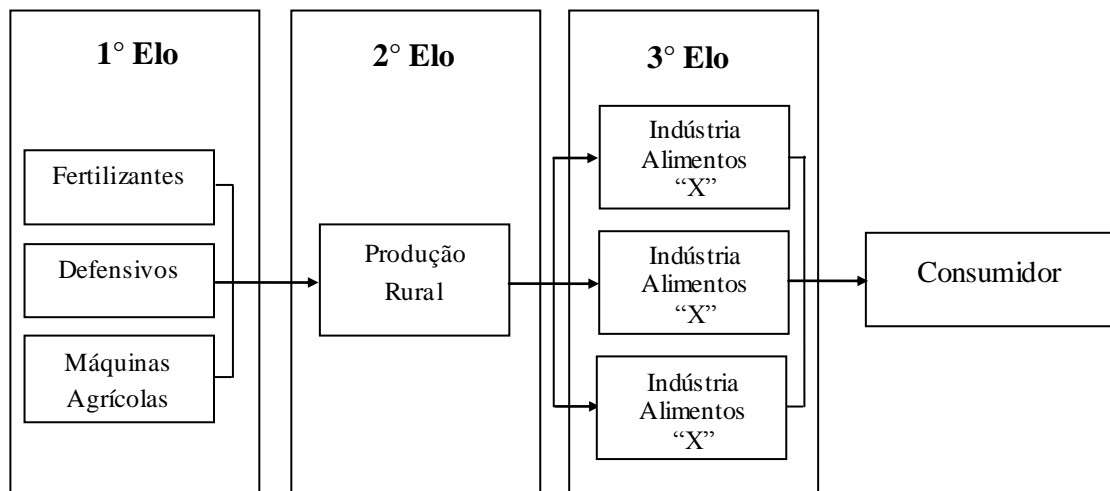 1° Elo
Fertilizantes
Defensivos
Máquinas
Agrícolas
2° Elo
Produção
Rural
3° Elo
Indústria
Alimentos
“X”
Indústria
Alimentos
“X”
Indústria
Alimentos
“X”
Consumidor